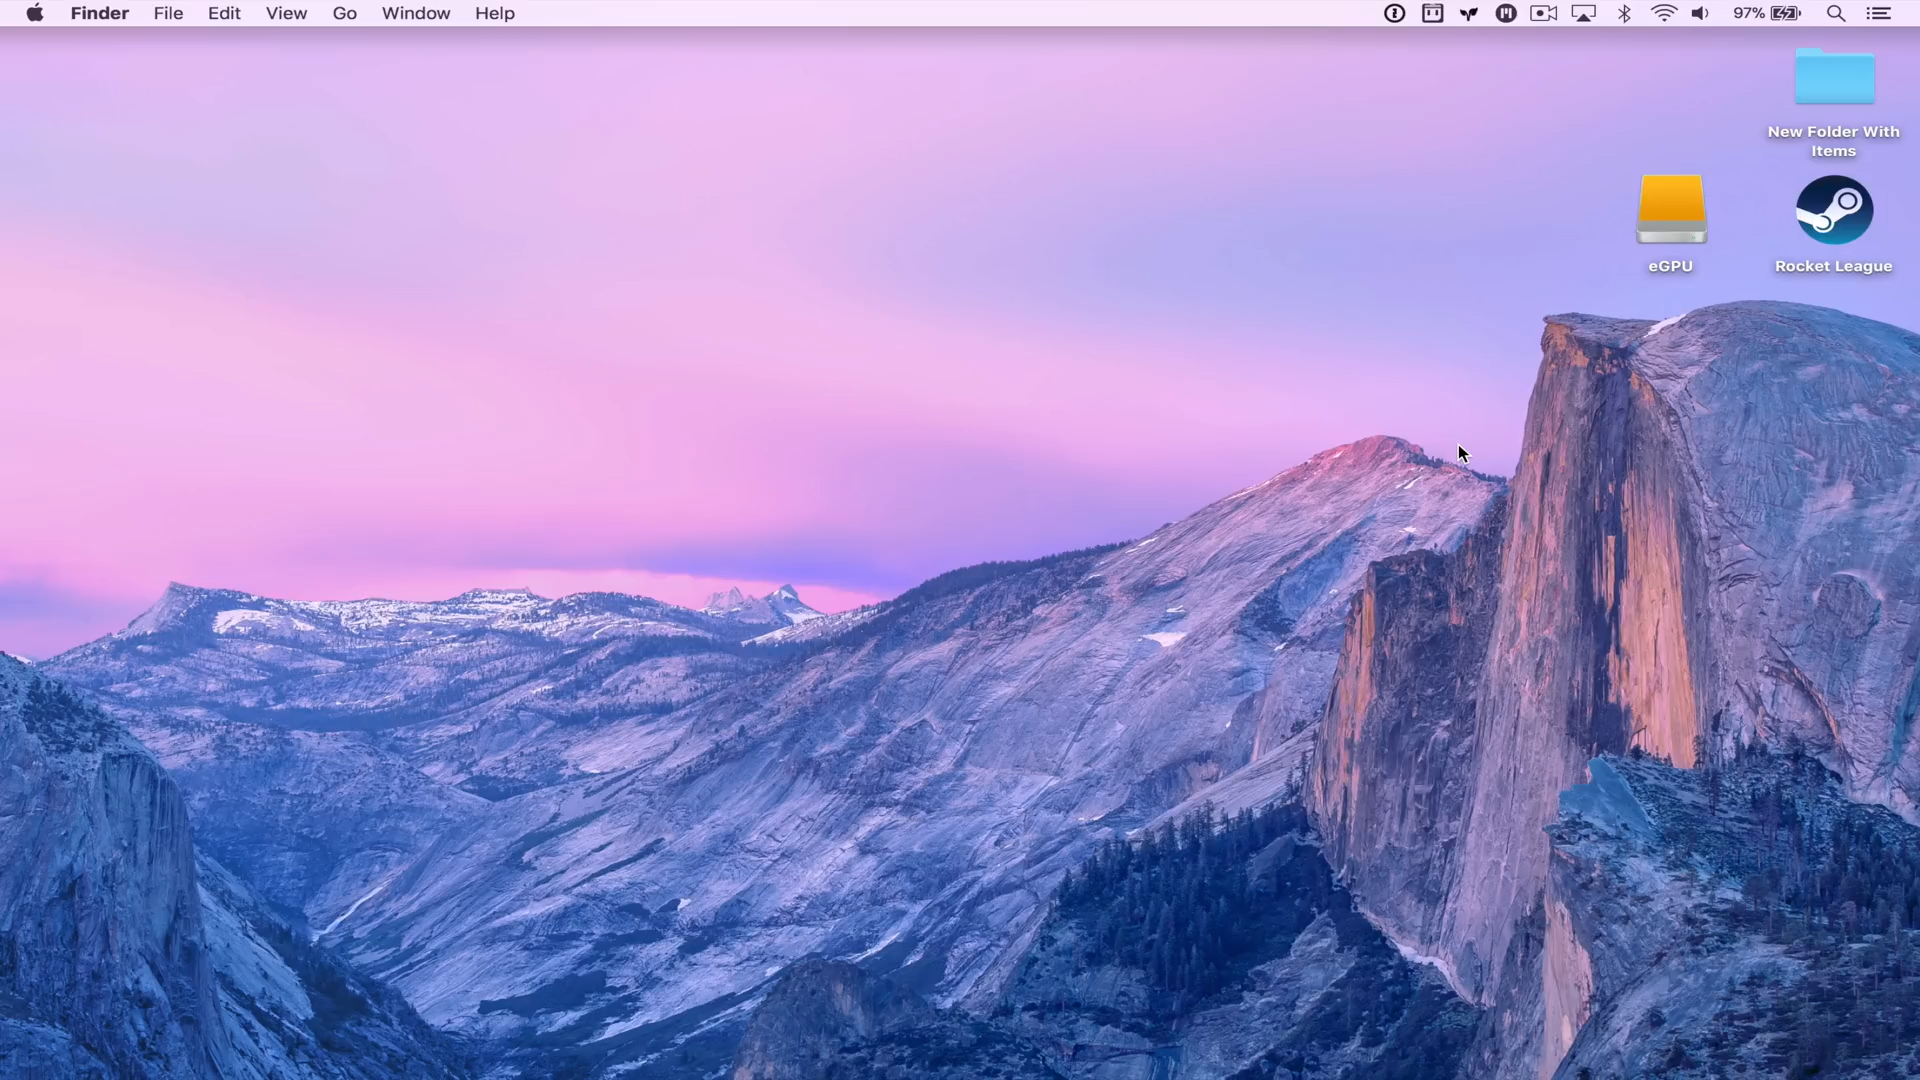 Finder File Edit View Go Window Help 97%
New Folder With
Items
eGPU
Rocket League